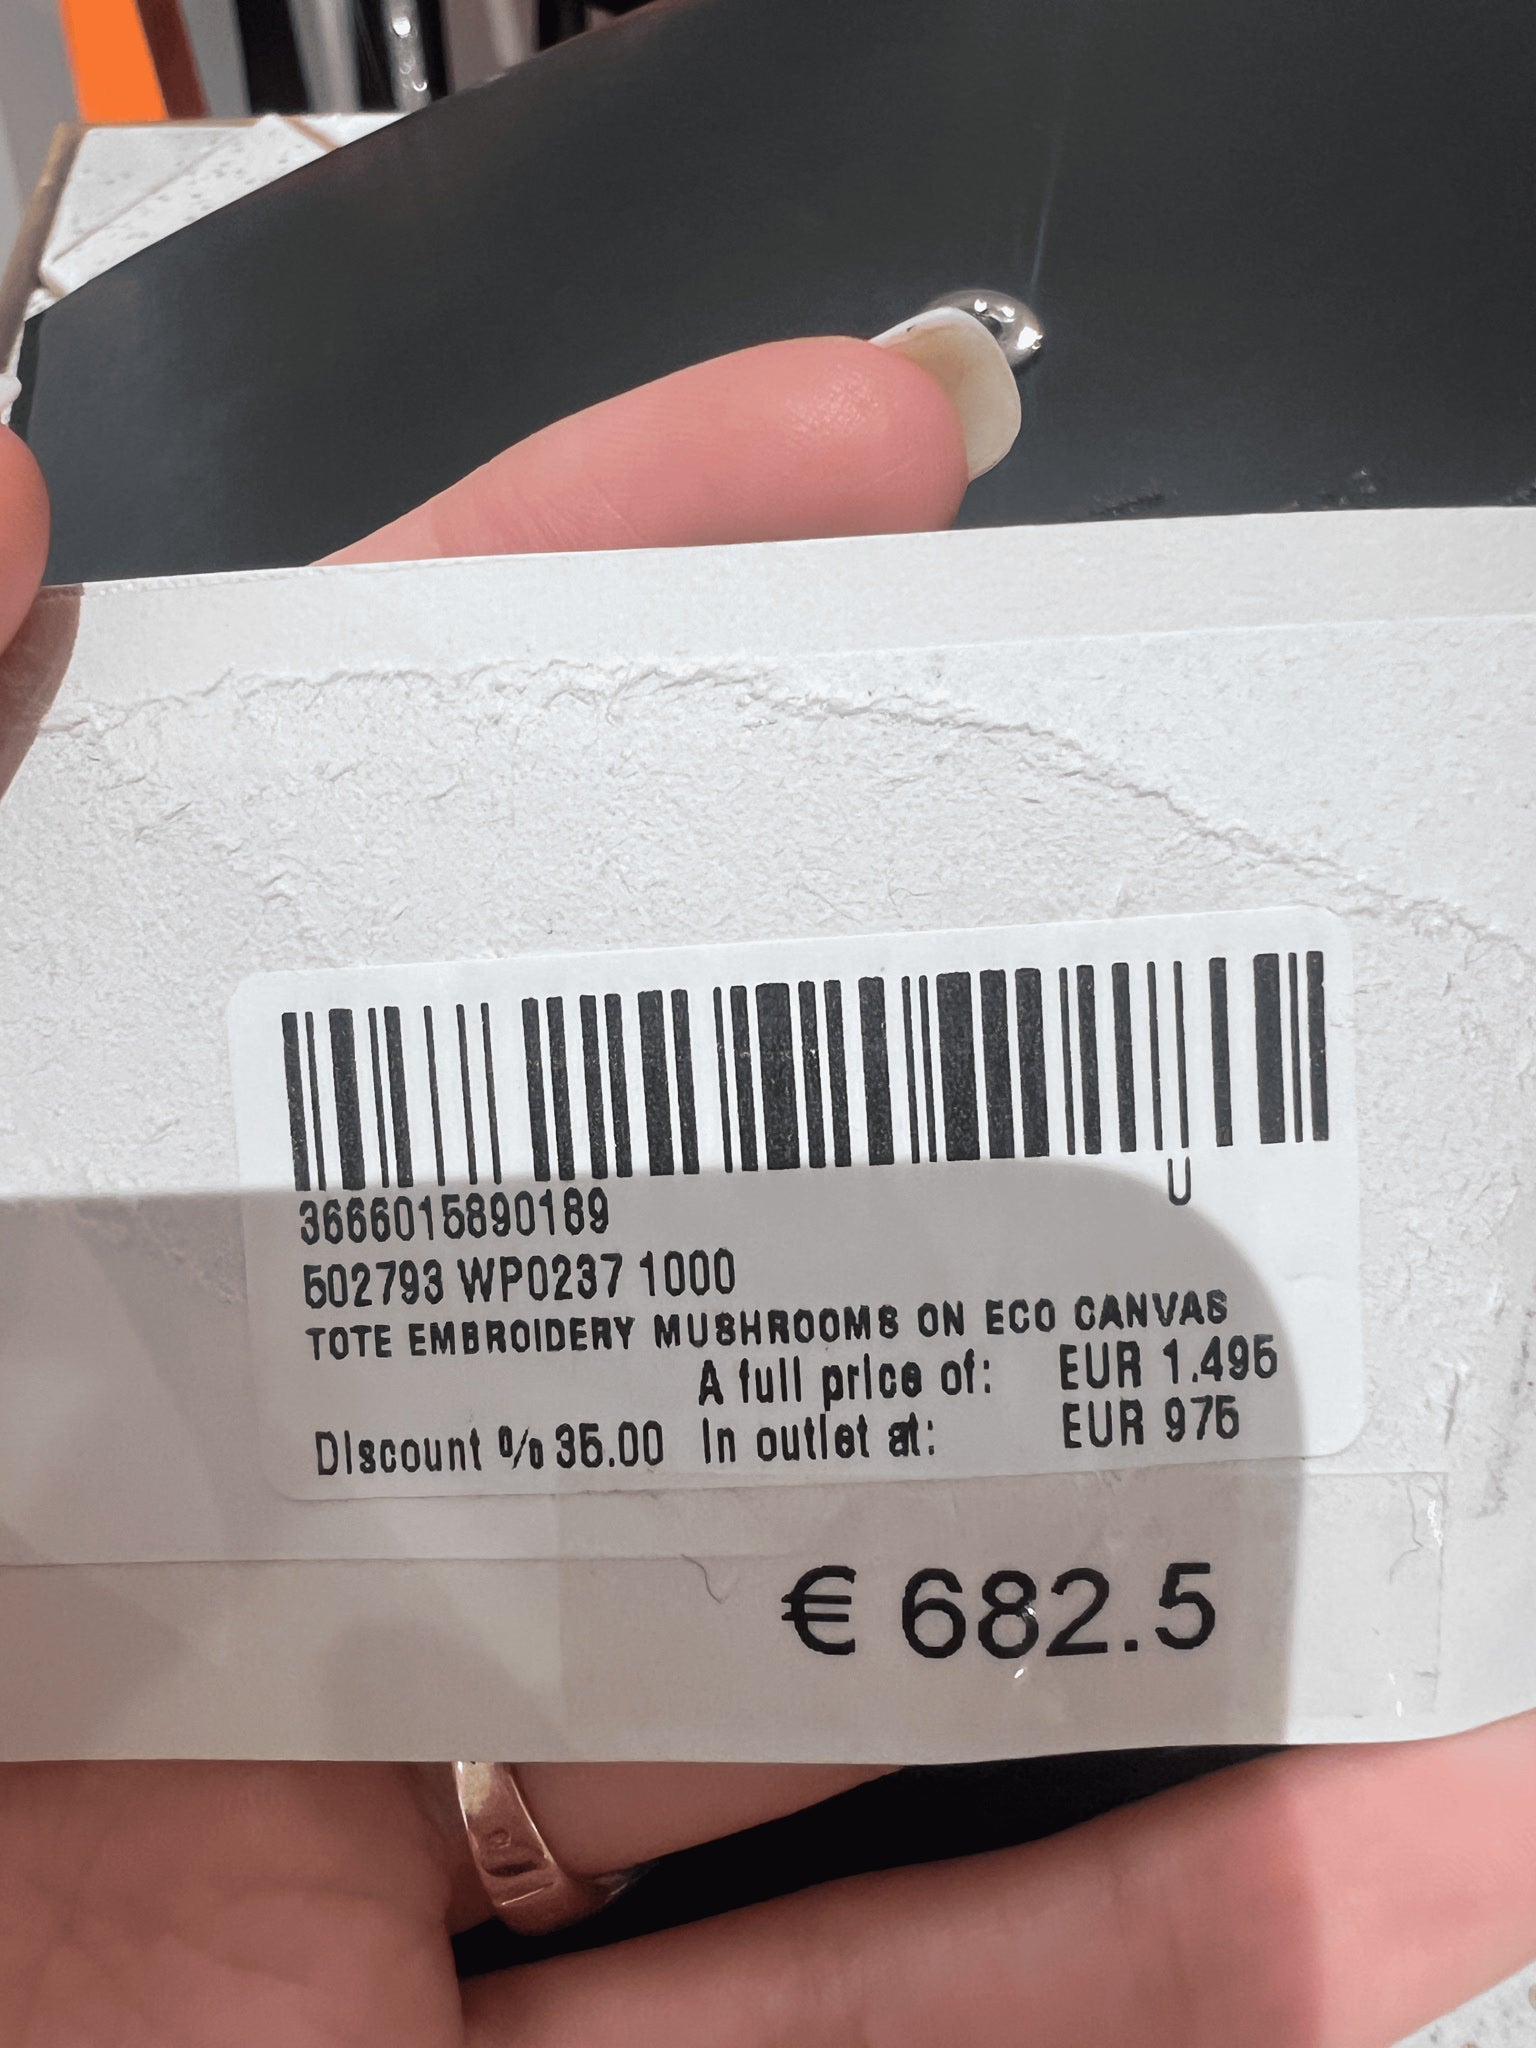 U
3666015890189
502793 WP0237 1000
TOTE EMBROIDERY MUSHROOMS ON ECO CANVAS
A full price of: EUR 1.495
Discount % 35.00 In outlet at: EUR 975
€ 682.5